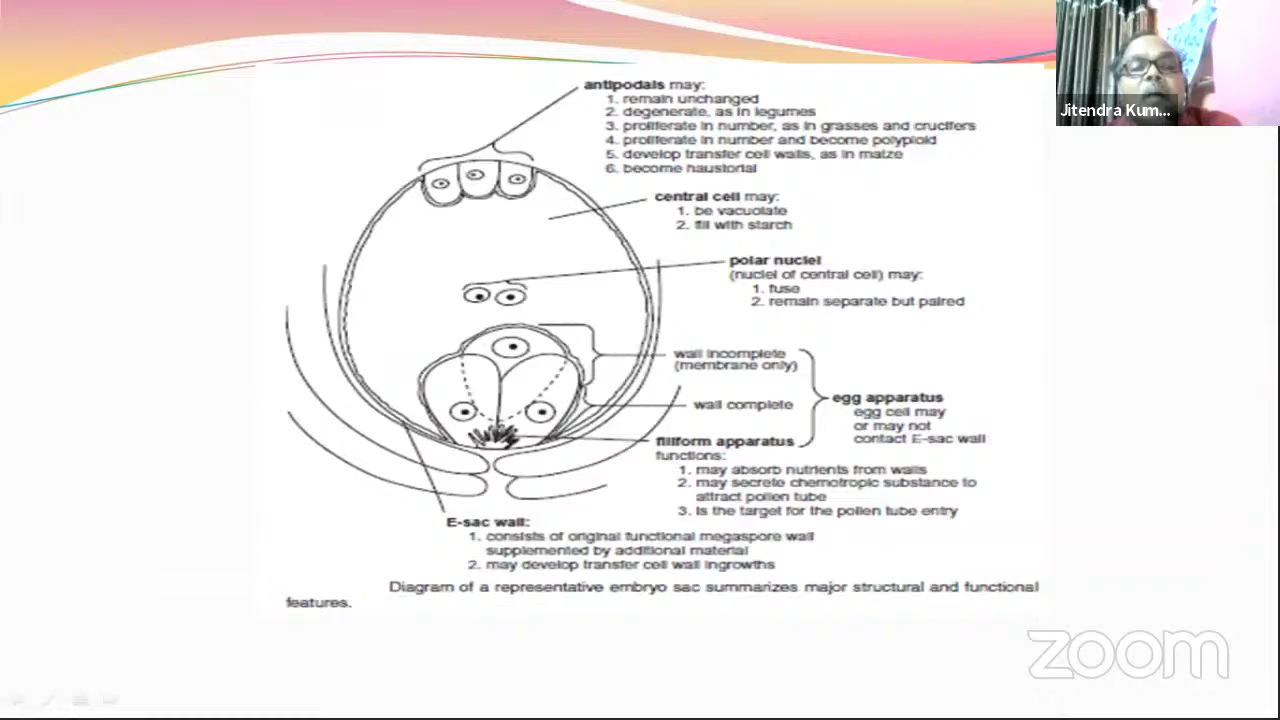 antipodals may:
1. remain unchanged
2. degenerate, as in legumes
3. proliferate in number, as in grasses and crucifers
4. proliferate in number and become polyploid
5. develop transfer cell walls, as in maize
6. become haustorial
Jitendra Kum...
central cell may:
1. be vacuolate
2. fill with starch
polar nuclei
(nuclei of central cell) may:
1. fuse
2. remain separate but paired
wall incomplete
(membrane only)
wall complete
egg apparatus
egg cell may
or may not
contact E-sac wall
filiform apparatus
functions:
1. may absorb nutrients from walls
2. may secrete chemotropic substance to
attract pollen tube
3. Is the target for the pollen tube entry
E-sac wall:
1. consists of original functional megaspore wall
supplemented by additional material
2. may develop transfer cell wall ingrowths
Diagram of a representative embryo sac summarizes major structural and functional
features.
zoom